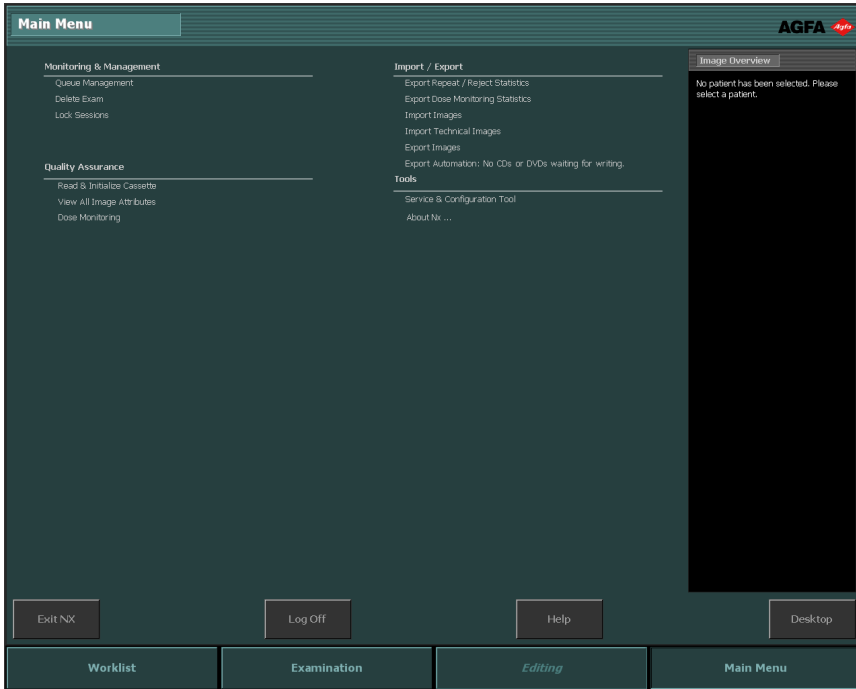 Main Menu
AGFA
Agfa
Monitoring & Management
Queue Management
Delete Exam
Lock Sessions
Quality Assurance
Read & Initialize Cassette
View All Image Attributes
Dose Monitoring
Import / Export
Export Repeat / Reject Statistics
Export Dose Monitoring Statistics
Import Images
Import Technical Images
Export Images
Export Automation: No CDs or DVDs waiting for writing.
Tools
Service & Configuration Tool
About Nx ...
Image Overview
No patient has been selected. Please
select a patient.
Exit NX
Log Off
Help
Desktop
Worklist
Examination
Editing
Main Menu